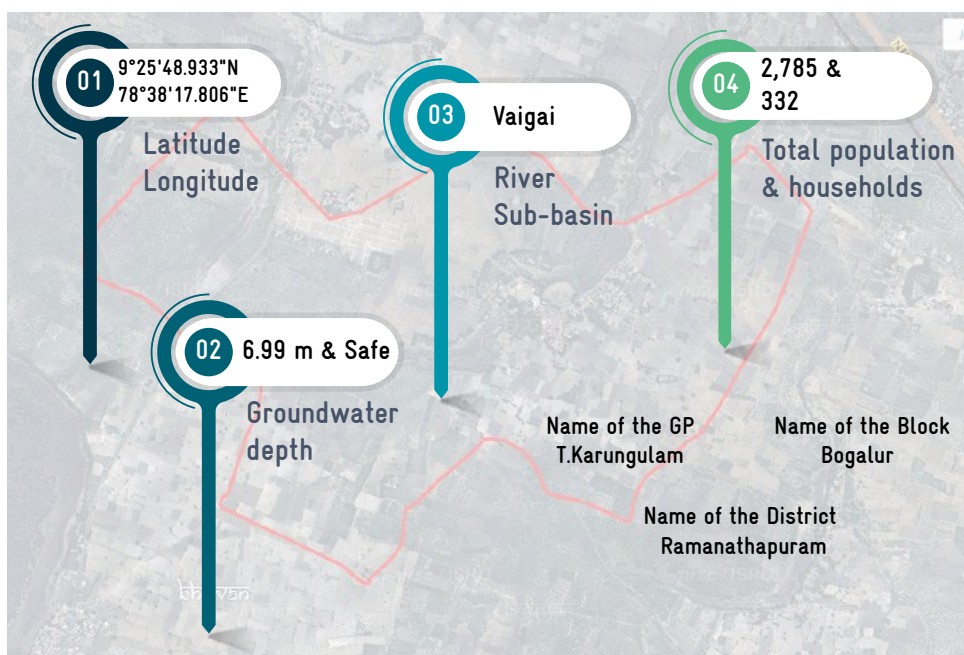 01
9°25'48.933"N
78°38'17.806"E
Latitude
Longitude
03
Vaigai
River
Sub-basin
04
2,785 &
332
Total population
& households
02
6.99 m & Safe
Groundwater
depth
Name of the GP
T.Karungulam
Name of the Block
Bogalur
Name of the District
Ramanathapuram